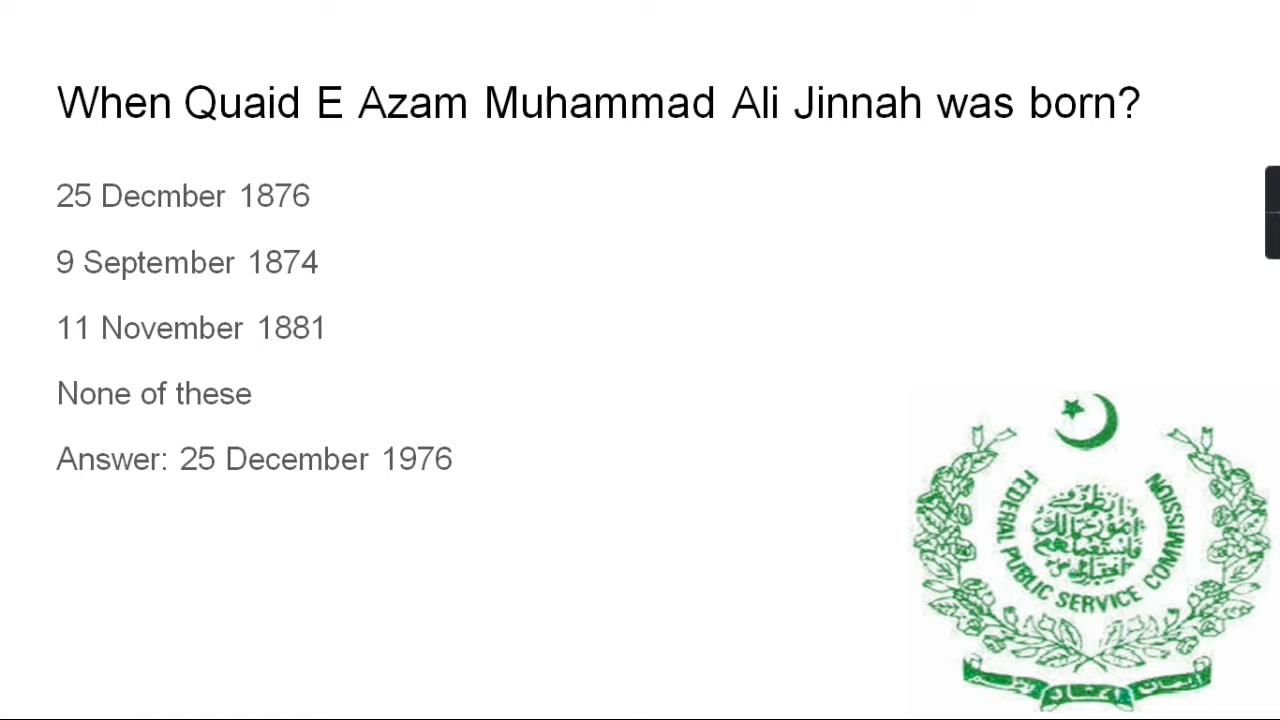 When Quaid E Azam Muhammad Ali Jinnah was born?
25 Decmber 1876
9 September 1874
11 November 1881
None of these
Answer: 25 December 1976
FEDERAL PUBLIC SERVICE COMMISSION